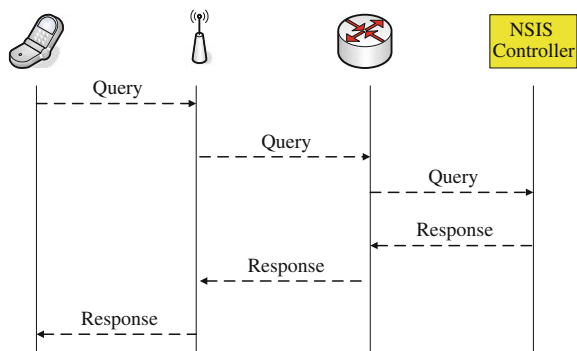 NSIS
Controller
Query
Query
Query
Response
Response
Response